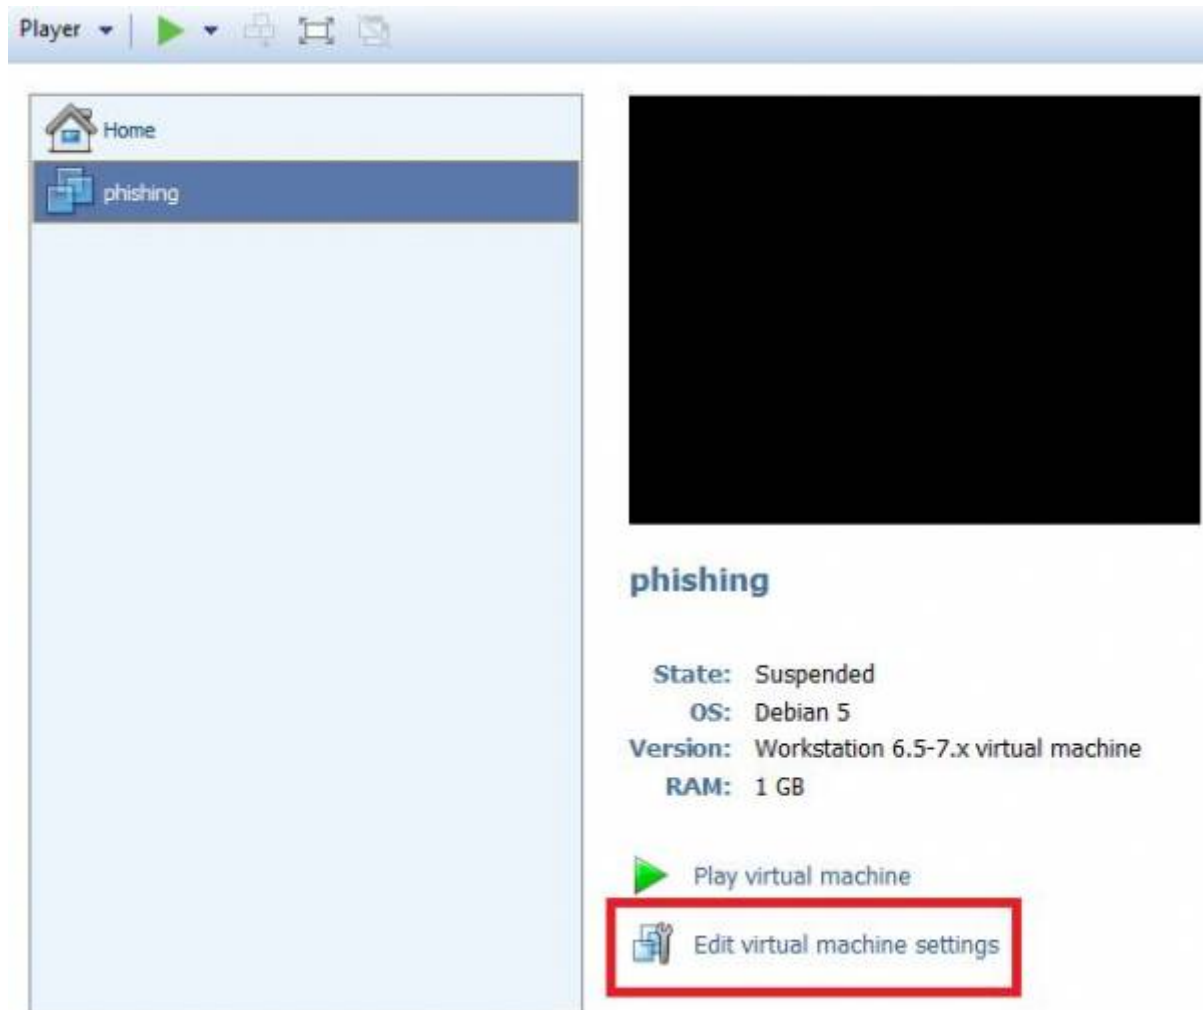 Player
Home
phishing
phishing
State: Suspended
OS: Debian 5
Version: Workstation 6.5-7.x virtual machine
RAM: 1 GB
Play virtual machine
Edit virtual machine settings